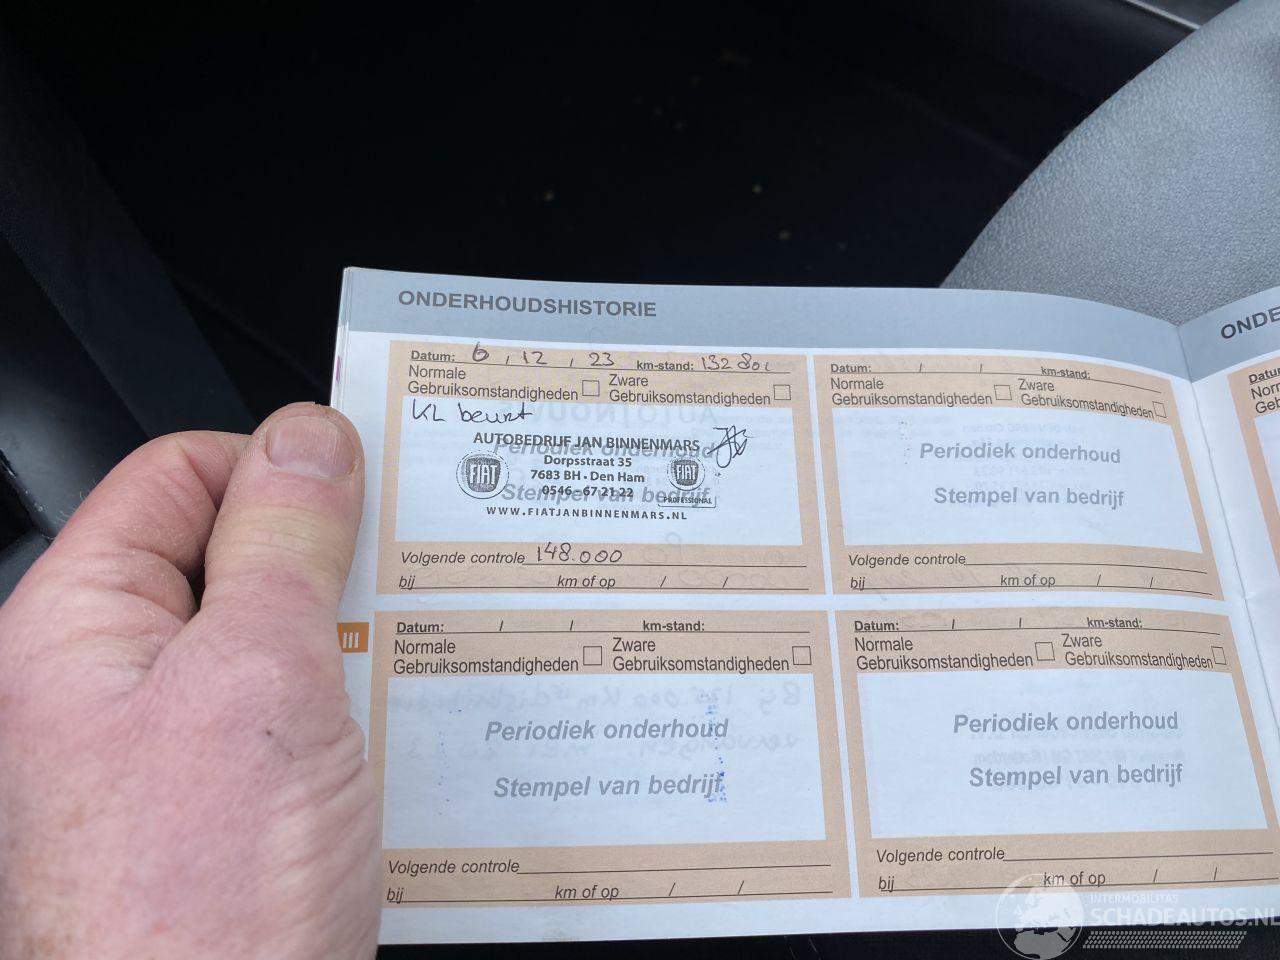 ONDERHOUDSHISTORIE
Datum: 6 / 12 / 23 km-stand: 132801
Normale Gebruiksomstandigheden
Zware Gebruiksomstandigheden
KL beurt
AUTOBEDRIJF JAN BINNENMARS
Periodiek onderhoud
Dorpsstraat 35
7683 BH - Den Ham
Stempel van bedrijf
0546 - 67 21 22
FIAT
FIAT
PROFESSIONAL
WWW.FIATJANBINNENMARS.NL
Volgende controle 148.000
bij km of op / /
Datum: / / km-stand:
Normale Gebruiksomstandigheden
Zware Gebruiksomstandigheden
Periodiek onderhoud
Stempel van bedrijf
Volgende controle
bij km of op / /
III
Datum: / / km-stand:
Normale Gebruiksomstandigheden
Zware Gebruiksomstandigheden
Periodiek onderhoud
Stempel van bedrijf
Volgende controle
bij km of op / /
Datum: / / km-stand:
Normale Gebruiksomstandigheden
Zware Gebruiksomstandigheden
Periodiek onderhoud
Stempel van bedrijf
Volgende controle
bij km of op / /
INTERMOBILITAS
SCHADEAUTOS.NL